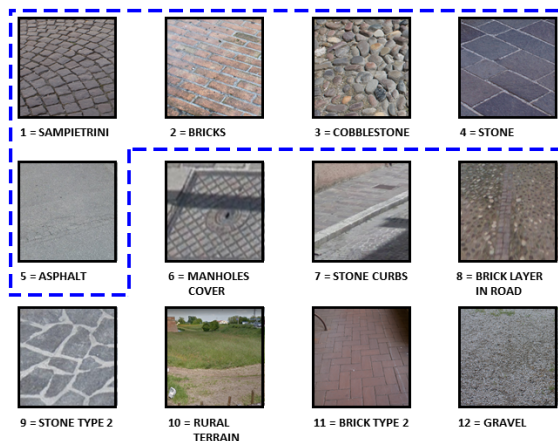 1 = SAMPIETRINI
2 = BRICKS
3 = COBBLESTONE
4 = STONE
5 = ASPHALT
6 = MANHOLES
COVER
7 = STONE CURBS
8 = BRICK LAYER
IN ROAD
9 = STONE TYPE 2
10 = RURAL
TERRAIN
11 = BRICK TYPE 2
12 = GRAVEL